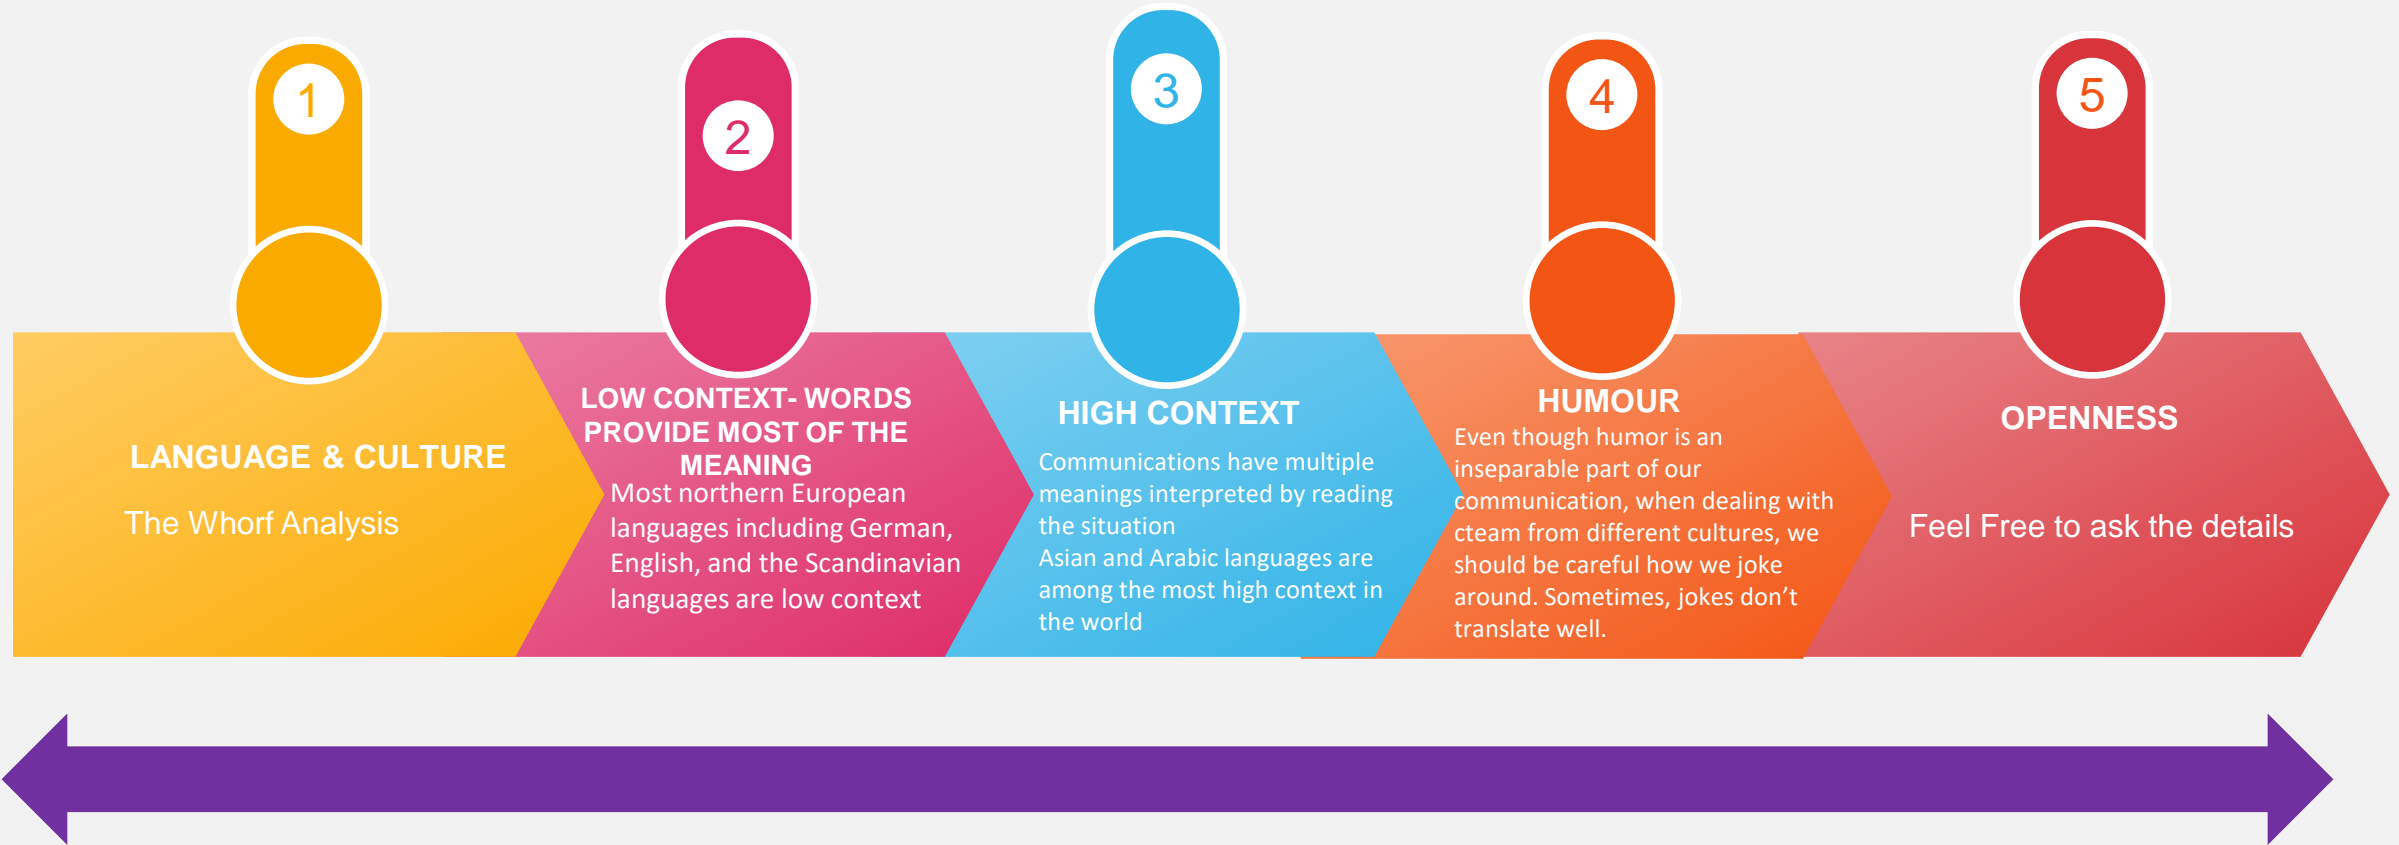 1
LANGUAGE & CULTURE
The Whorf Analysis
2
LOW CONTEXT- WORDS
PROVIDE MOST OF THE
MEANING
Most northern European
languages including German,
English, and the Scandinavian
languages are low context
3
HIGH CONTEXT
Communications have multiple
meanings interpreted by reading
the situation
Asian and Arabic languages are
among the most high context in
the world
4
HUMOUR
Even though humor is an
inseparable part of our
communication, when dealing with
cteam from different cultures, we
should be careful how we joke
around. Sometimes, jokes don’t
translate well.
5
OPENNESS
Feel Free to ask the details